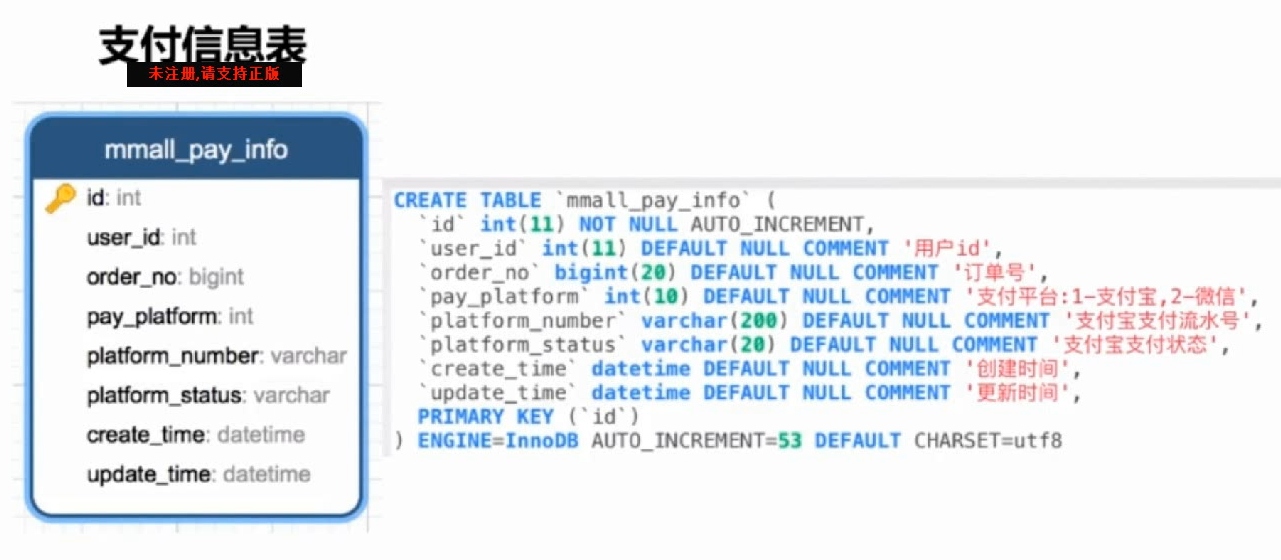 支付信息表
未注册,请支持正版
mmall_pay_info
id: int
user_id: int
order_no: bigint
pay_platform: int
platform_number: varchar
platform_status: varchar
create_time: datetime
update_time: datetime
CREATE TABLE `mmall_pay_info` (
`id` int(11) NOT NULL AUTO_INCREMENT,
`user_id` int(11) DEFAULT NULL COMMENT '用户id',
`order_no` bigint(20) DEFAULT NULL COMMENT '订单号',
`pay_platform` int(10) DEFAULT NULL COMMENT '支付平台:1-支付宝,2-微信',
`platform_number` varchar(200) DEFAULT NULL COMMENT '支付宝支付流水号',
`platform_status` varchar(20) DEFAULT NULL COMMENT '支付宝支付状态',
`create_time` datetime DEFAULT NULL COMMENT '创建时间',
`update_time` datetime DEFAULT NULL COMMENT '更新时间',
PRIMARY KEY (`id`)
) ENGINE=InnoDB AUTO_INCREMENT=53 DEFAULT CHARSET=utf8